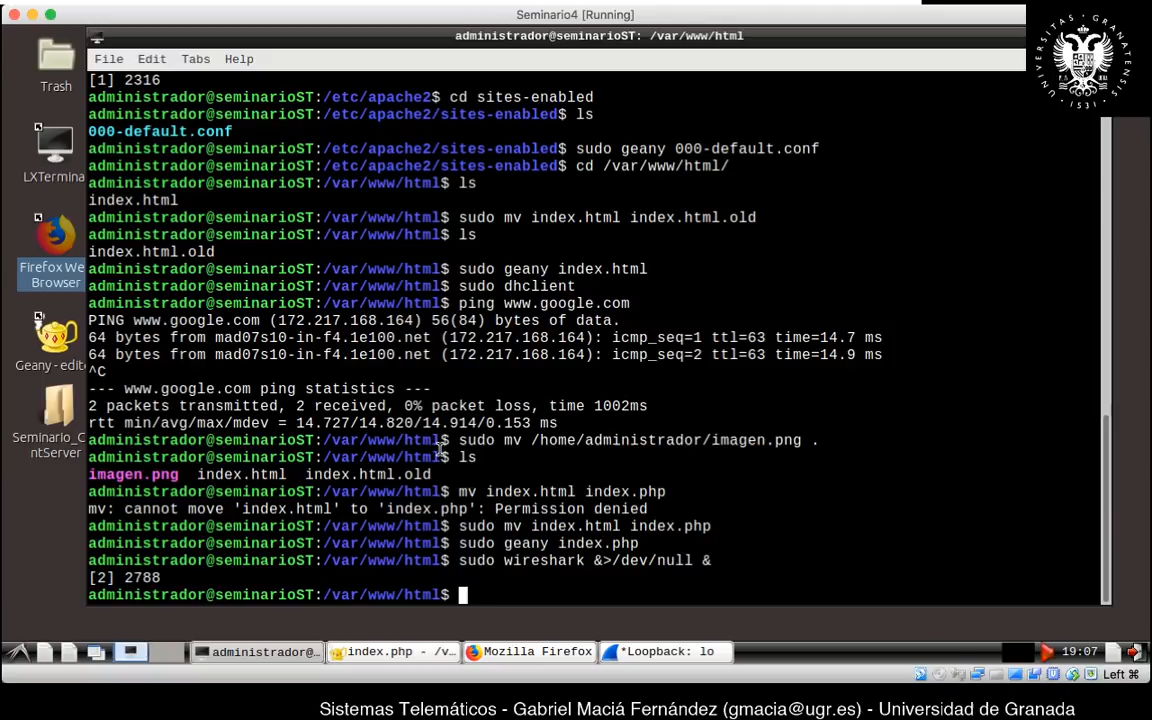 Seminario4 [Running]
administrador@seminarioST: /var/www/html
File Edit Tabs Help
[1] 2316
administrador@seminarioST:/etc/apache2$ cd sites-enabled
administrador@seminarioST:/etc/apache2/sites-enabled$ ls
000-default.conf
administrador@seminarioST:/etc/apache2/sites-enabled$ sudo geany 000-default.conf
administrador@seminarioST:/etc/apache2/sites-enabled$ cd /var/www/html/
administrador@seminarioST:/var/www/html$ ls
index.html
administrador@seminarioST:/var/www/html$ sudo mv index.html index.html.old
administrador@seminarioST:/var/www/html$ ls
index.html.old
administrador@seminarioST:/var/www/html$ sudo geany index.html
administrador@seminarioST:/var/www/html$ sudo dhclient
administrador@seminarioST:/var/www/html$ ping www.google.com
PING www.google.com (172.217.168.164) 56(84) bytes of data.
64 bytes from mad07s10-in-f4.1e100.net (172.217.168.164): icmp_seq=1 ttl=63 time=14.7 ms
64 bytes from mad07s10-in-f4.1e100.net (172.217.168.164): icmp_seq=2 ttl=63 time=14.9 ms
^C
--- www.google.com ping statistics ---
2 packets transmitted, 2 received, 0% packet loss, time 1002ms
rtt min/avg/max/mdev = 14.727/14.820/14.914/0.153 ms
administrador@seminarioST:/var/www/html$ sudo mv /home/administrador/imagen.png .
administrador@seminarioST:/var/www/html$ ls
imagen.png index.html index.html.old
administrador@seminarioST:/var/www/html$ mv index.html index.php
mv: cannot move 'index.html' to 'index.php': Permission denied
administrador@seminarioST:/var/www/html$ sudo mv index.html index.php
administrador@seminarioST:/var/www/html$ sudo geany index.php
administrador@seminarioST:/var/www/html$ sudo wireshark &>/dev/null &
[2] 2788
administrador@seminarioST:/var/www/html$
Trash
LXTermina
Firefox We
Browser
Geany - edit
Seminario_C
ntServer
administrador@...
index.php - /v...
Mozilla Firefox
*Loopback: lo
19:07
Left ⌘
UNIVERSITAS GRANATENSIS
1531
Sistemas Telemáticos - Gabriel Maciá Fernández (gmacia@ugr.es) - Universidad de Granada